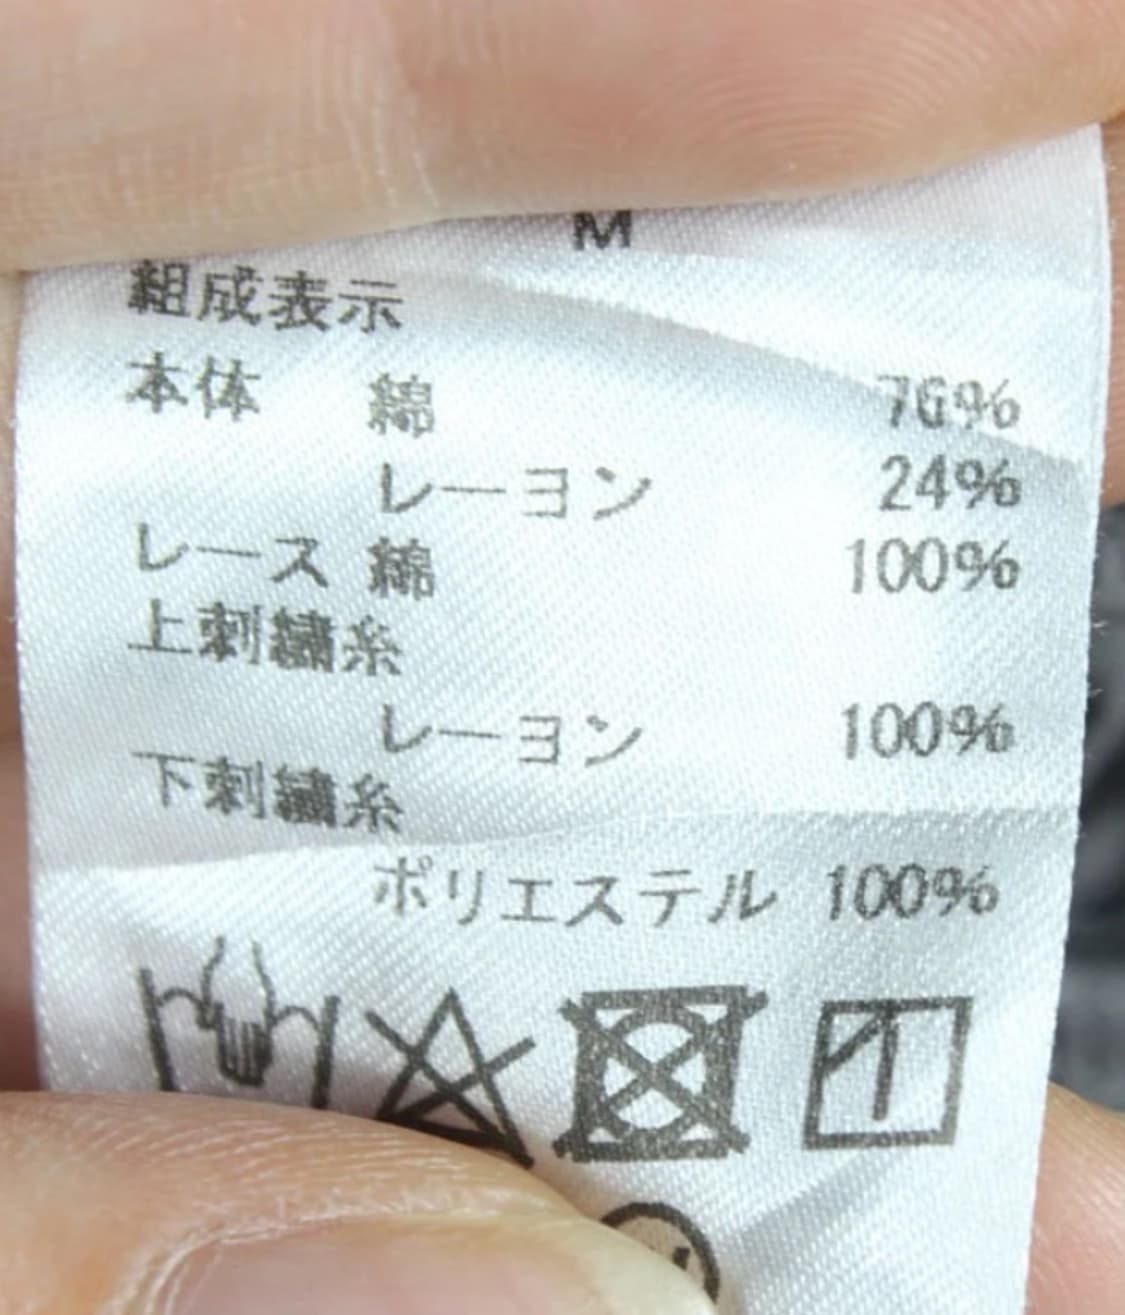 M
組成表示
本体 綿 76%
レーヨン 24%
レース 綿 100%
上刺繍糸
レーヨン 100%
下刺繍糸
ポリエステル 100%